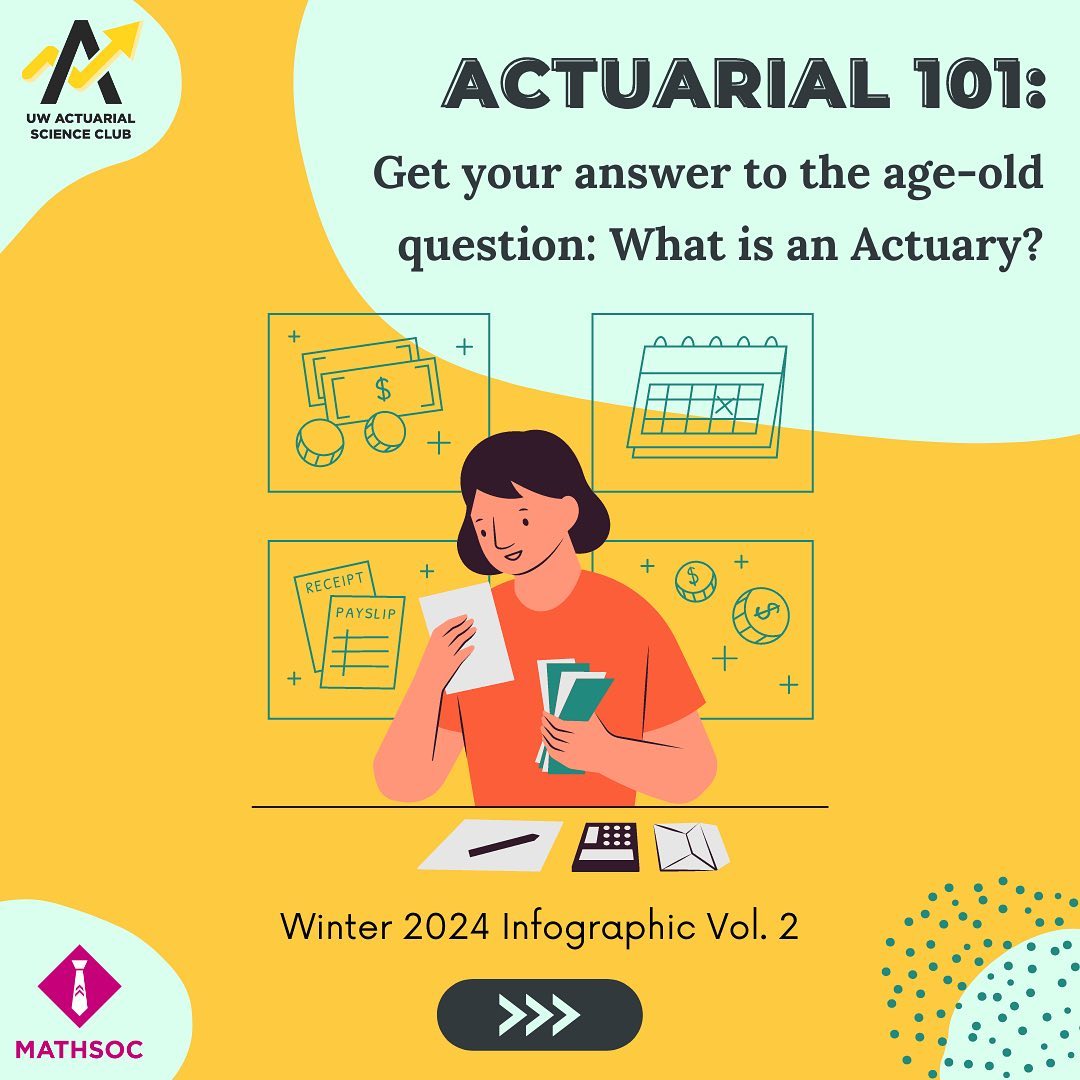 UW ACTUARIAL
SCIENCE CLUB
ACTUARIAL 101:
Get your answer to the age-old
question: What is an Actuary?
$
RECEIPT
PAYSLIP
$
$
Winter 2024 Infographic Vol. 2
MATHSOC